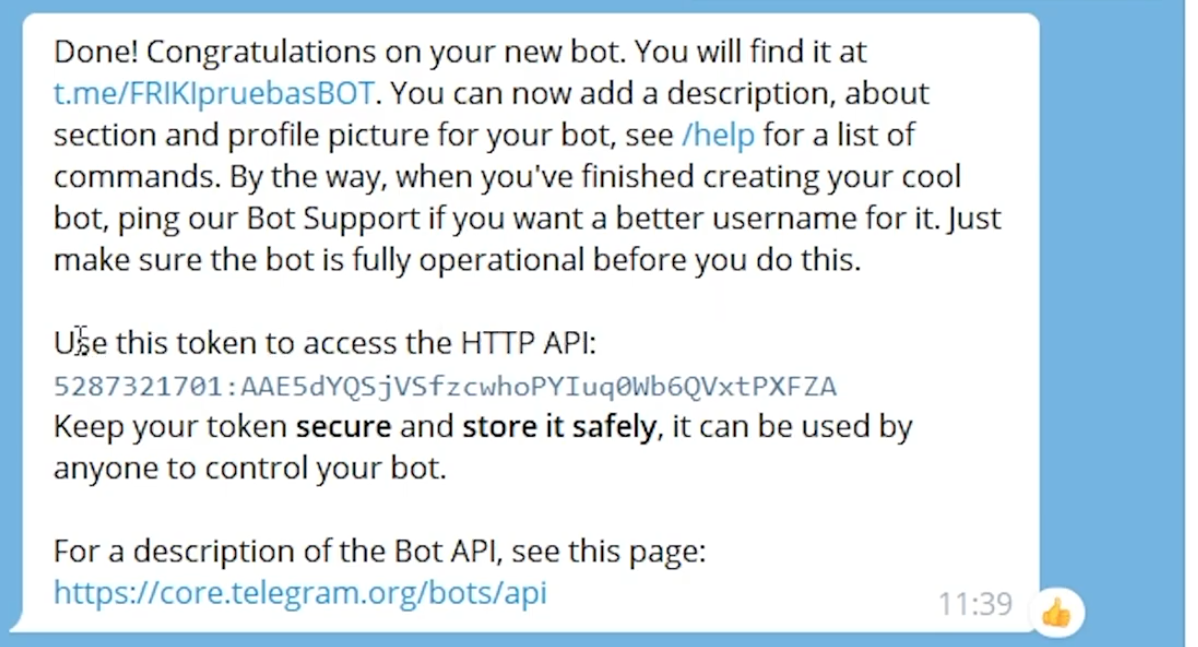 Done! Congratulations on your new bot. You will find it at
t.me/FRIKIpruebasBOT. You can now add a description, about
section and profile picture for your bot, see /help for a list of
commands. By the way, when you've finished creating your cool
bot, ping our Bot Support if you want a better username for it. Just
make sure the bot is fully operational before you do this.
Use this token to access the HTTP API:
5287321701:AAE5dYQSjVSfzcwhoPYIuq0Wb6QVxtPXFZA
Keep your token secure and store it safely, it can be used by
anyone to control your bot.
For a description of the Bot API, see this page:
https://core.telegram.org/bots/api
11:39